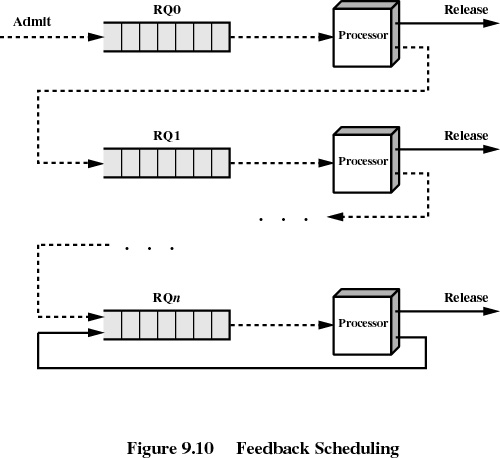 Admit
RQ0
Processor
Release
RQ1
Processor
Release
. . .
. . .
RQn
Processor
Release
Figure 9.10 Feedback Scheduling